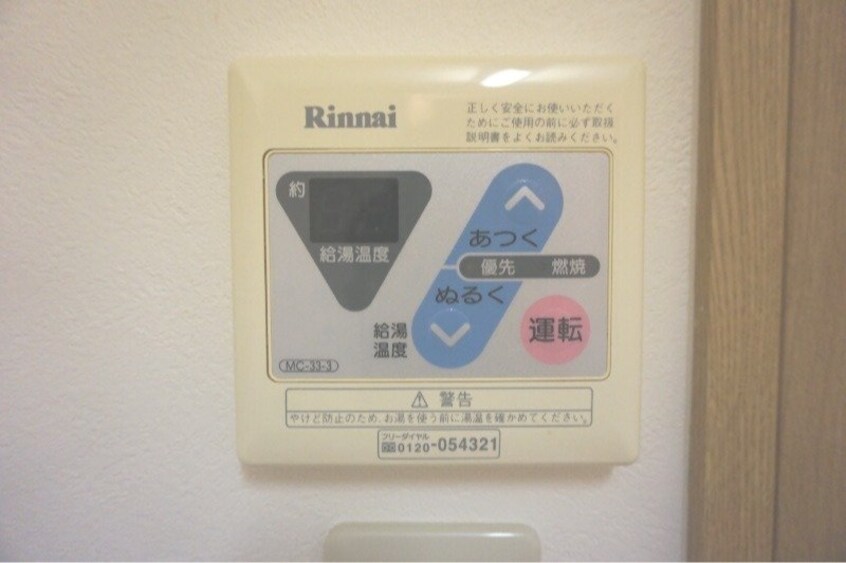 Rinnai
正しく安全にお使いいただく
ためにご使用の前に必ず取扱
説明書をよくお読みください。
約
給湯温度
あつく
優先 燃焼
ぬるく
給湯
温度
運転
MC-33-3
⚠ 警告
やけど防止のため、お湯を使う前に湯温を確かめてください。
フリーダイヤル
0120-054321